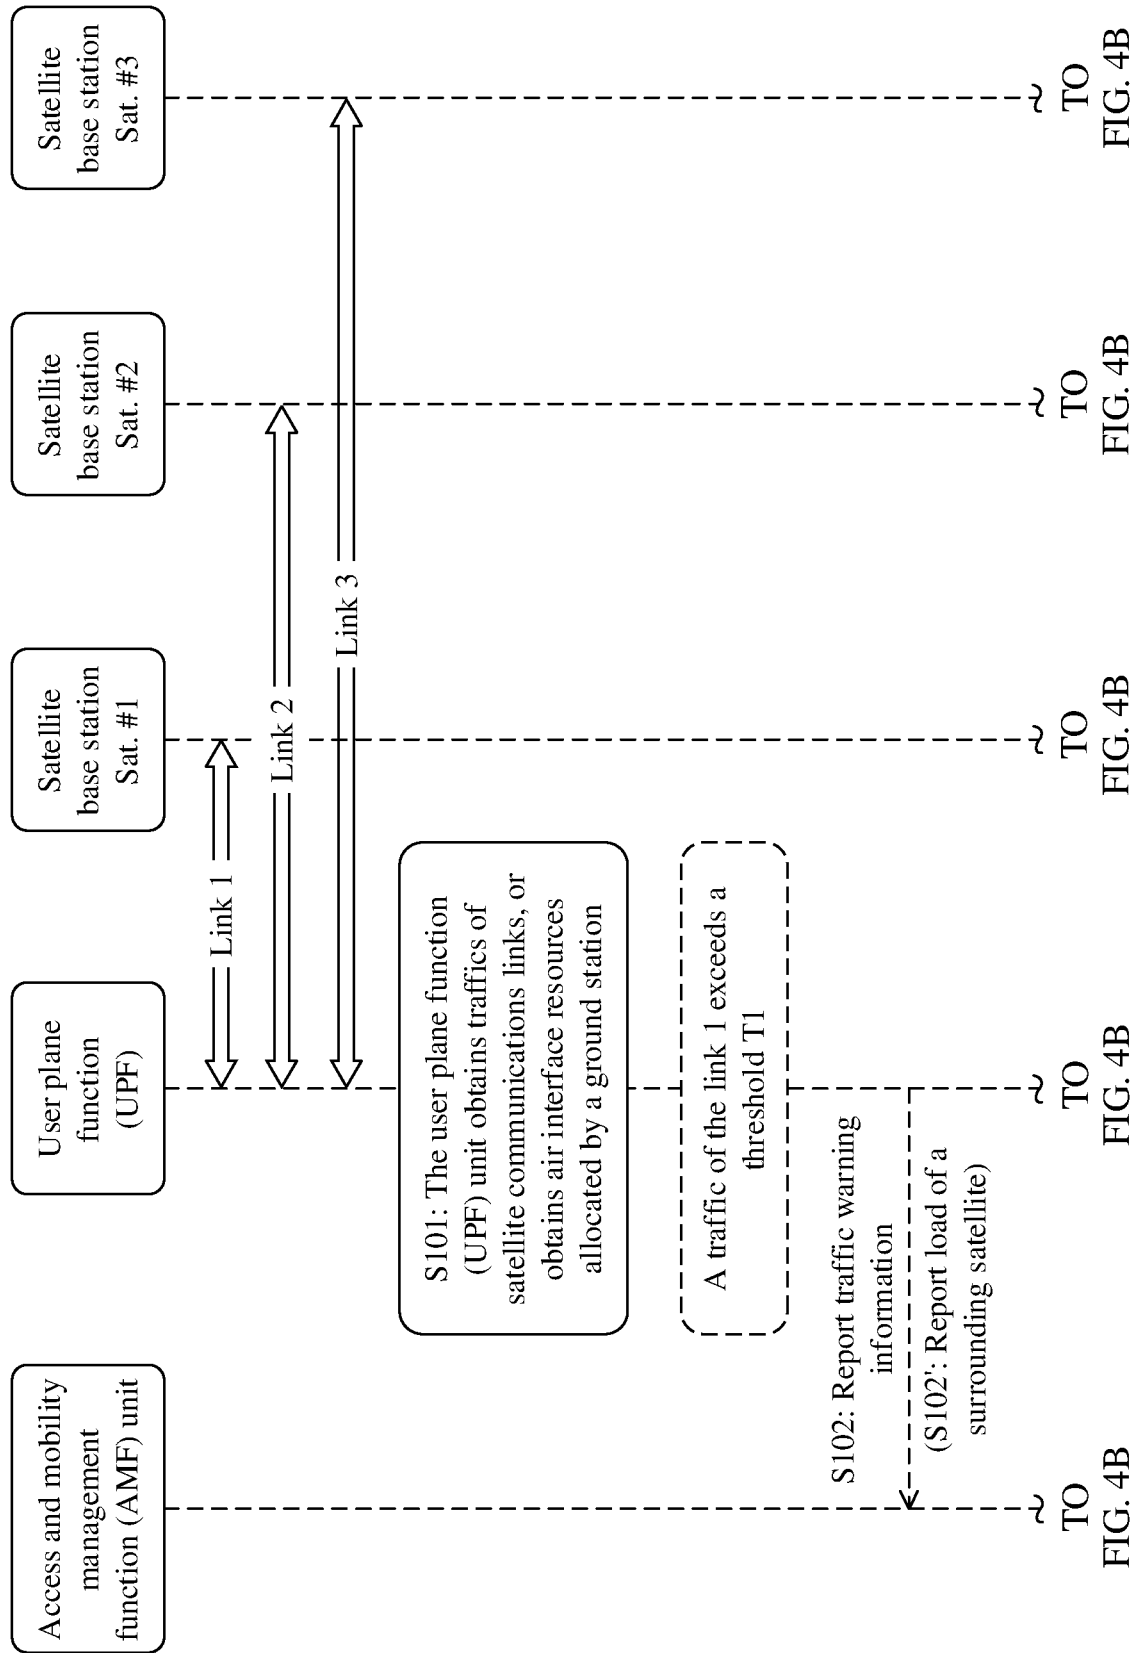 Access and mobility
management
function (AMF) unit
User plane
function
(UPF)
Satellite
base station
Sat. #1
Satellite
base station
Sat. #2
Satellite
base station
Sat. #3
Link 1
Link 2
Link 3
S101: The user plane function
(UPF) unit obtains traffics of
satellite communications links, or
obtains air interface resources
allocated by a ground station
A traffic of the link 1 exceeds a
threshold T1
S102: Report traffic warning
information
(S102': Report load of a
surrounding satellite)
TO
FIG. 4B
TO
FIG. 4B
TO
FIG. 4B
TO
FIG. 4B
TO
FIG. 4B